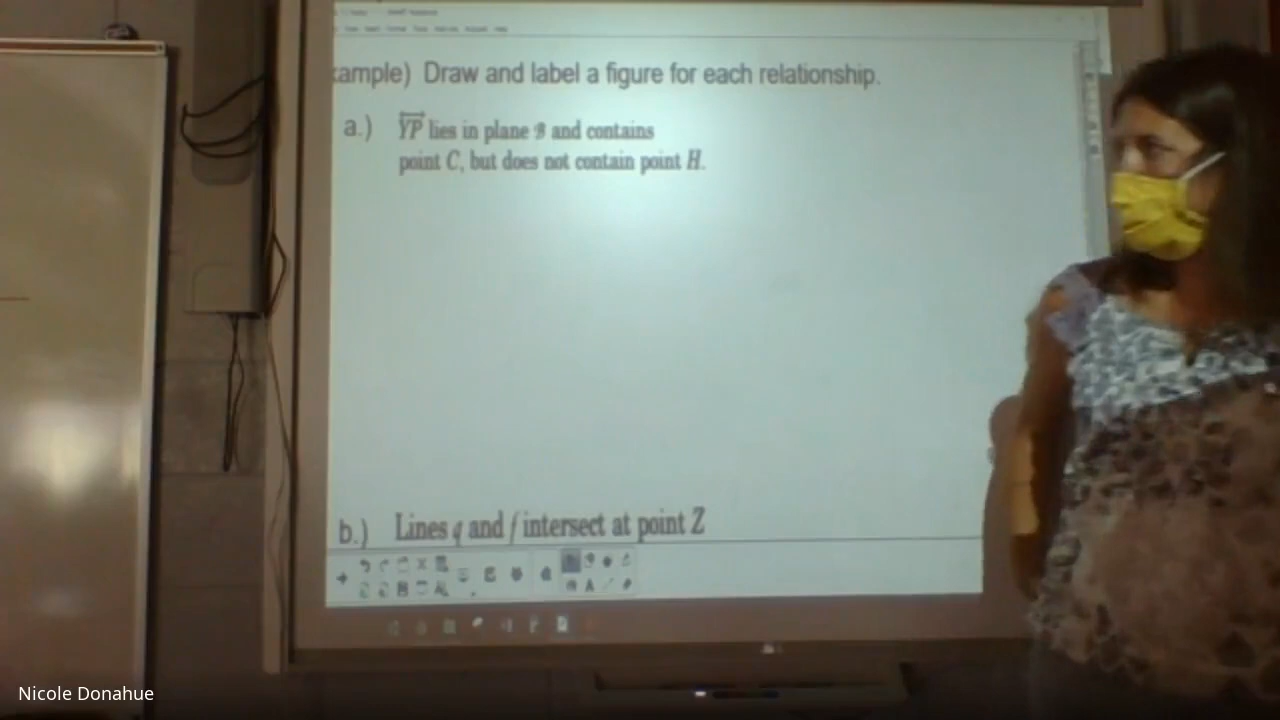 ample) Draw and label a figure for each relationship.
a.) YP lies in plane B and contains
point C, but does not contain point H.
b.) Lines q and f intersect at point Z
Nicole Donahue